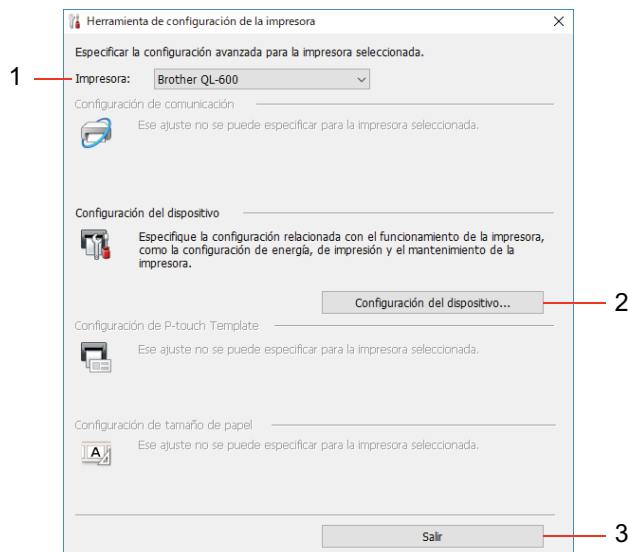 Herramienta de configuración de la impresora
Especificar la configuración avanzada para la impresora seleccionada.
1
Impresora: Brother QL-600
Configuración de comunicación
Ese ajuste no se puede especificar para la impresora seleccionada.
Configuración del dispositivo
Especifique la configuración relacionada con el funcionamiento de la impresora,
como la configuración de energía, de impresión y el mantenimiento de la
impresora.
Configuración del dispositivo...
2
Configuración de P-touch Template
Ese ajuste no se puede especificar para la impresora seleccionada.
Configuración de tamaño de papel
A
Ese ajuste no se puede especificar para la impresora seleccionada.
Salir
3